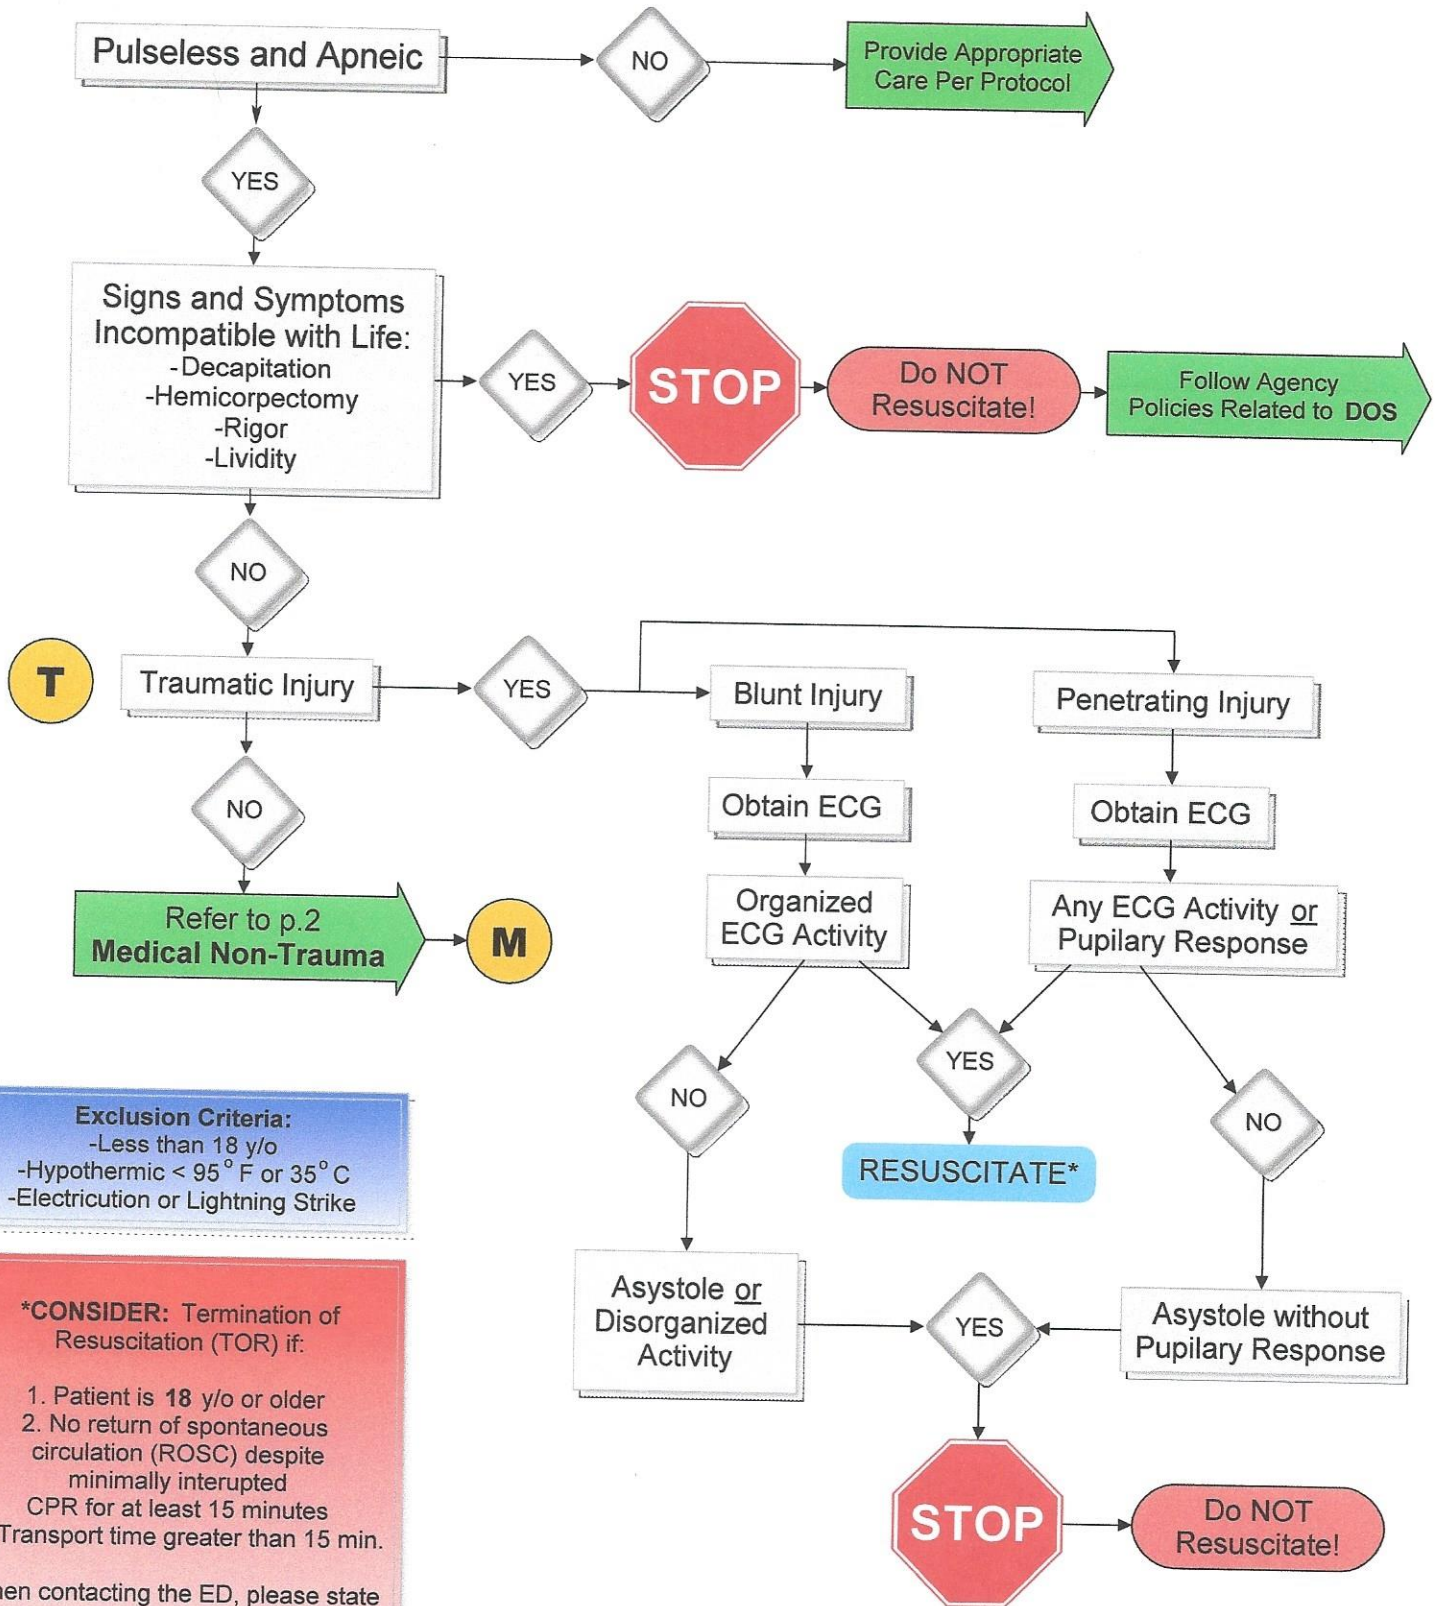 Pulseless and Apneic
NO
Provide Appropriate
Care Per Protocol
YES
Signs and Symptoms
Incompatible with Life:
-Decapitation
-Hemicorpectomy
-Rigor
-Lividity
YES
STOP
Do NOT
Resuscitate!
Follow Agency
Policies Related to DOS
NO
T
Traumatic Injury
YES
Blunt Injury
Penetrating Injury
NO
Obtain ECG
Obtain ECG
Refer to p.2
Medical Non-Trauma
M
Organized
ECG Activity
Any ECG Activity or
Pupilary Response
NO
YES
NO
RESUSCITATE*
Exclusion Criteria:
-Less than 18 y/o
-Hypothermic < 95° F or 35° C
-Electricution or Lightning Strike
Asystole or
Disorganized
Activity
YES
Asystole without
Pupilary Response
STOP
Do NOT
Resuscitate!
*CONSIDER: Termination of
Resuscitation (TOR) if:
1. Patient is 18 y/o or older
2. No return of spontaneous
circulation (ROSC) despite
minimally interupted
CPR for at least 15 minutes
Transport time greater than 15 min.
contacting the ED, please state